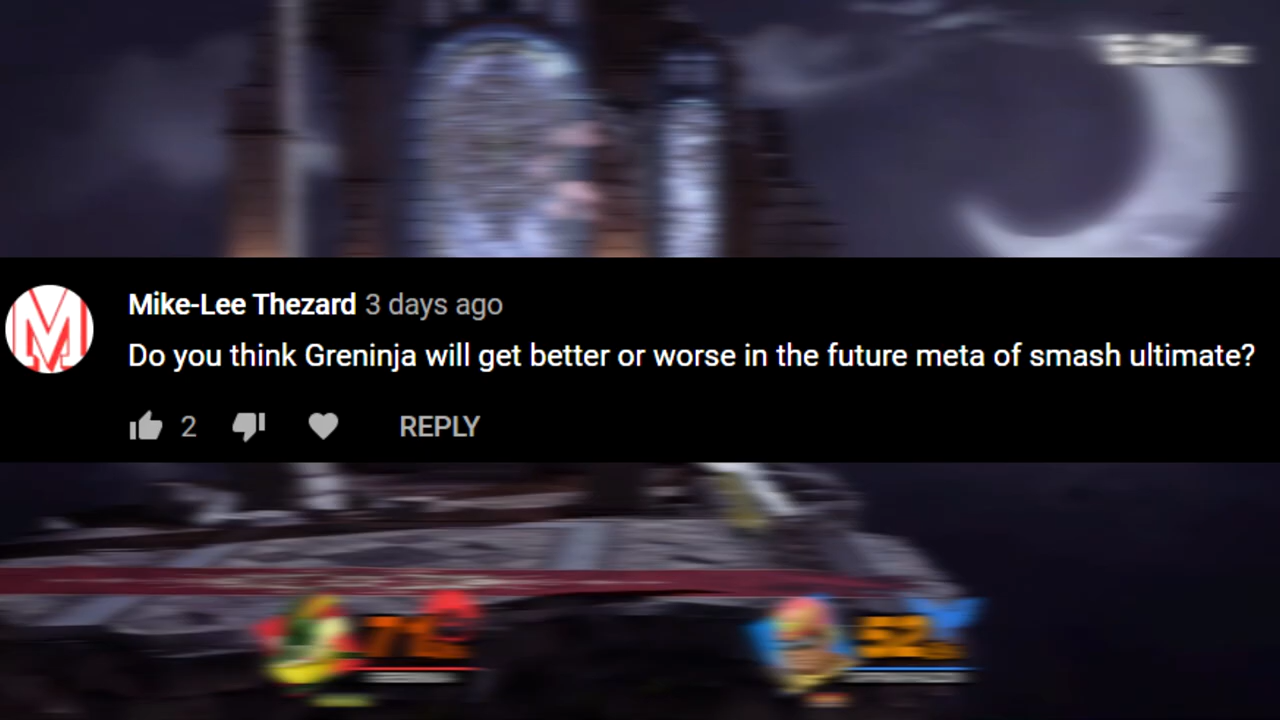 Mike-Lee Thezard 3 days ago
Do you think Greninja will get better or worse in the future meta of smash ultimate?
2
REPLY
52